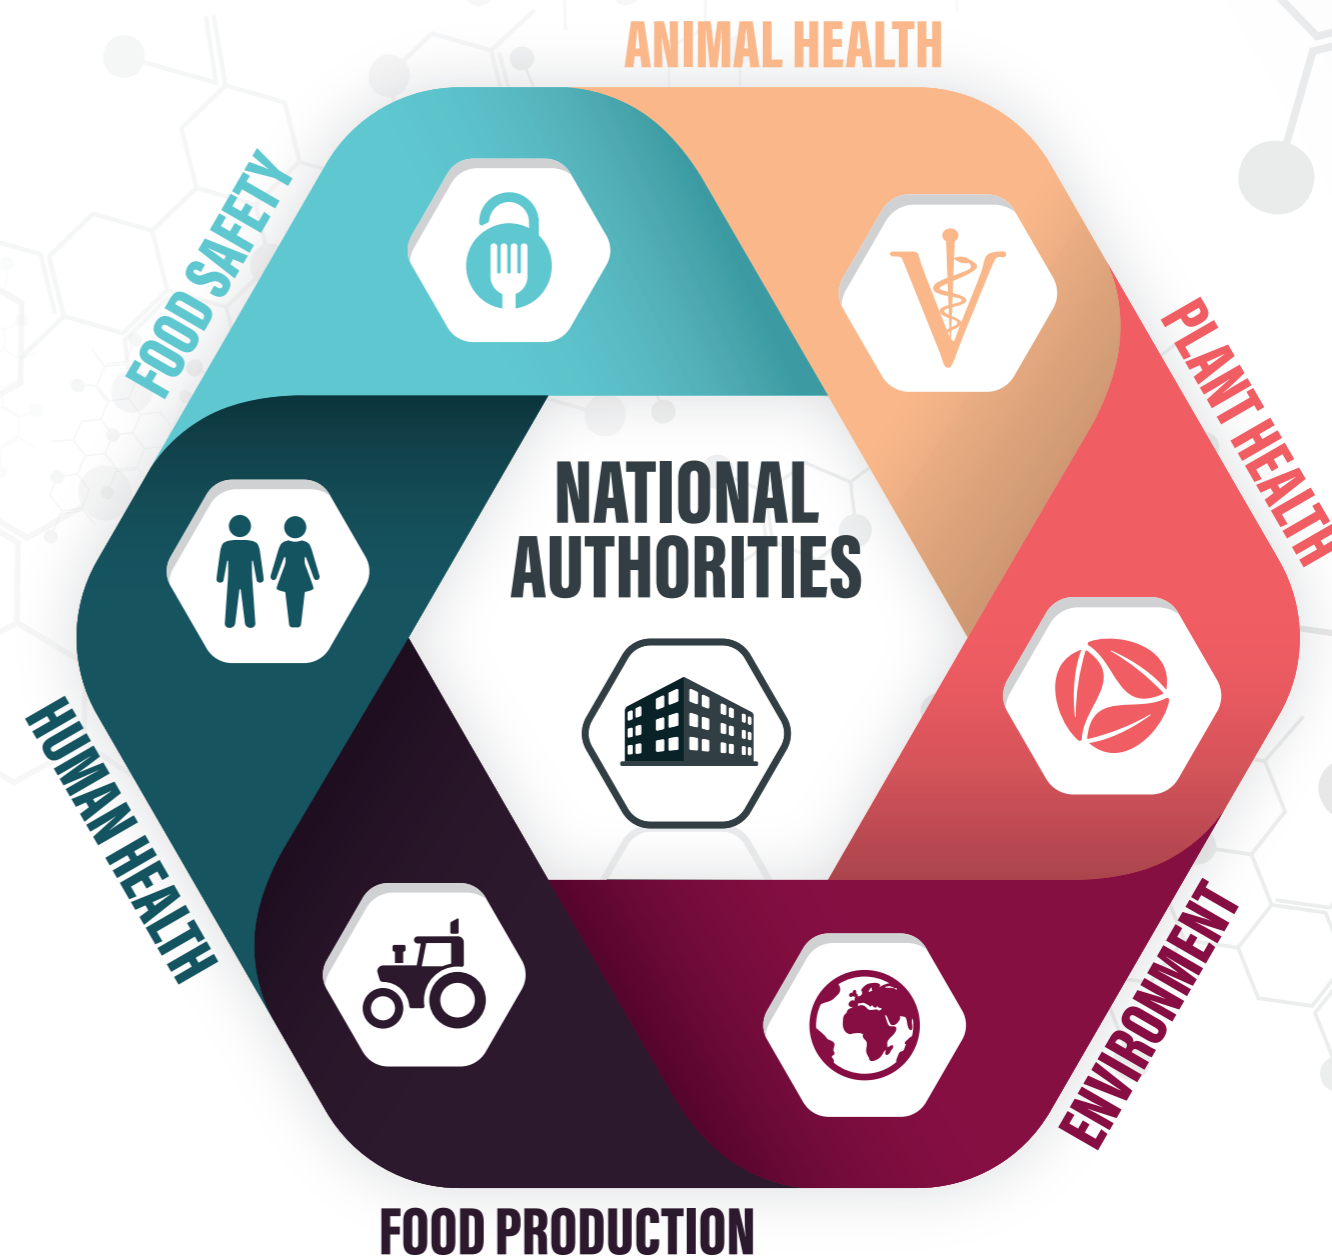 ANIMAL HEALTH
FOOD SAFETY
PLANT HEALTH
NATIONAL
AUTHORITIES
HUMAN HEALTH
ENVIRONMENT
FOOD PRODUCTION